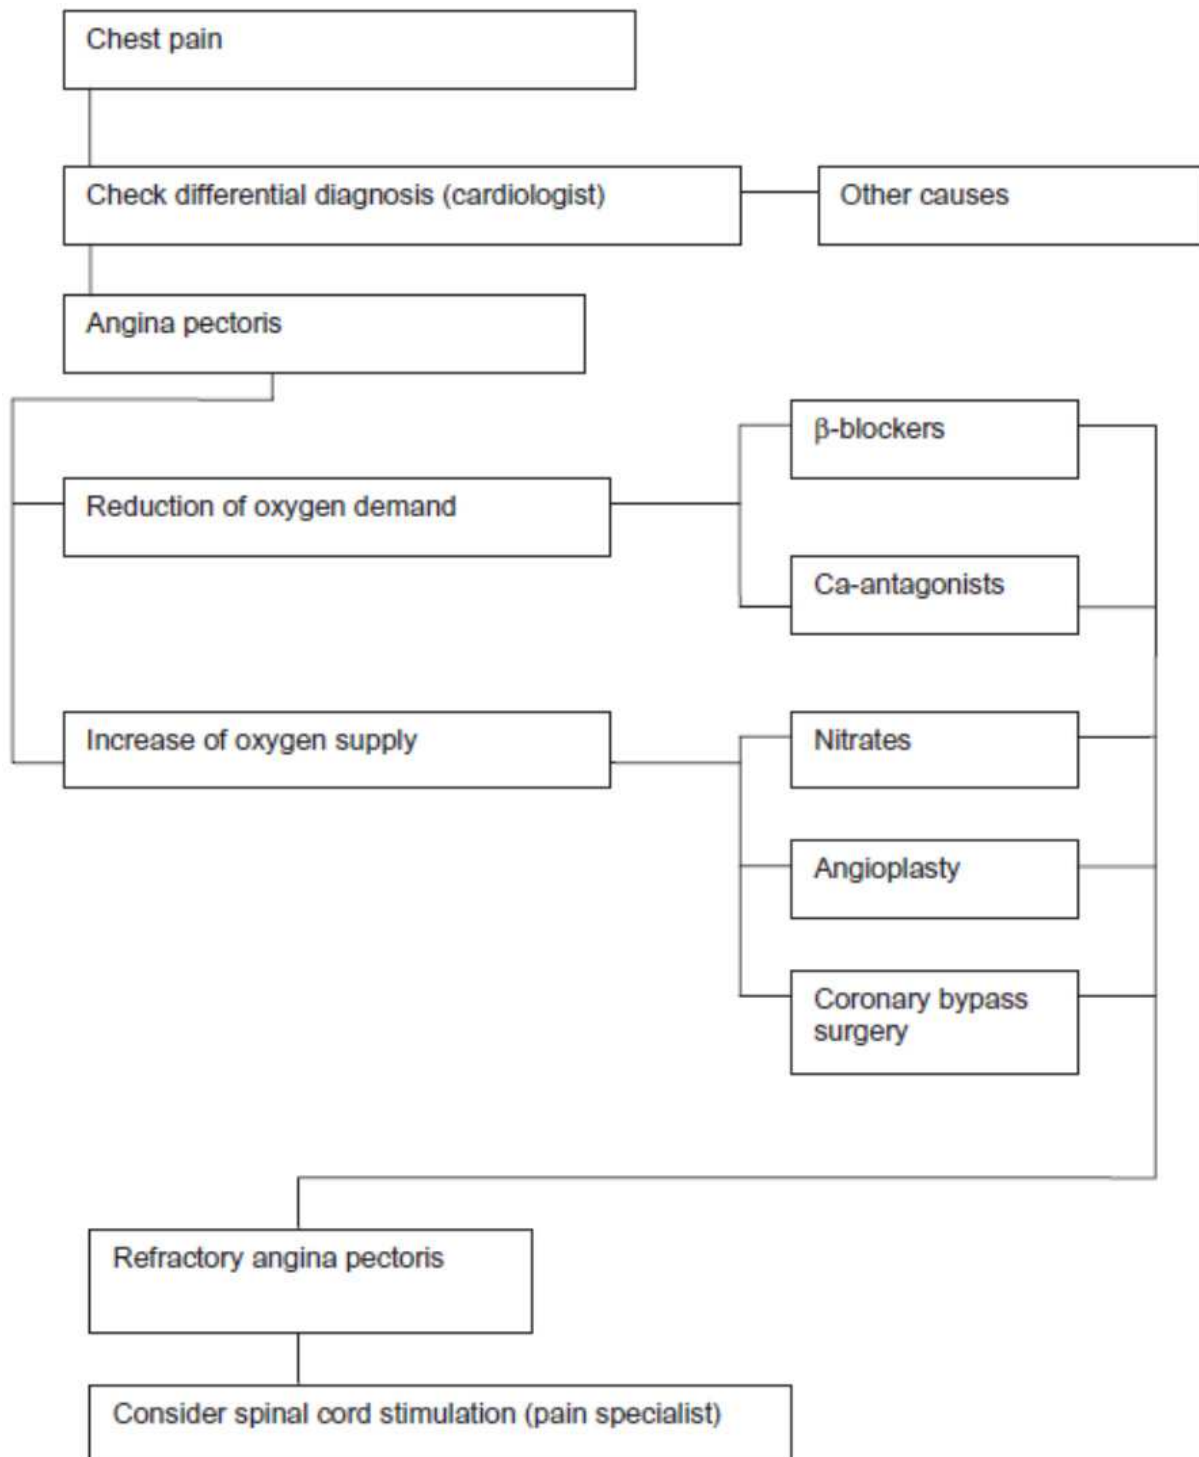 Chest pain
Check differential diagnosis (cardiologist)
Other causes
Angina pectoris
β-blockers
Reduction of oxygen demand
Ca-antagonists
Increase of oxygen supply
Nitrates
Angioplasty
Coronary bypass
surgery
Refractory angina pectoris
Consider spinal cord stimulation (pain specialist)